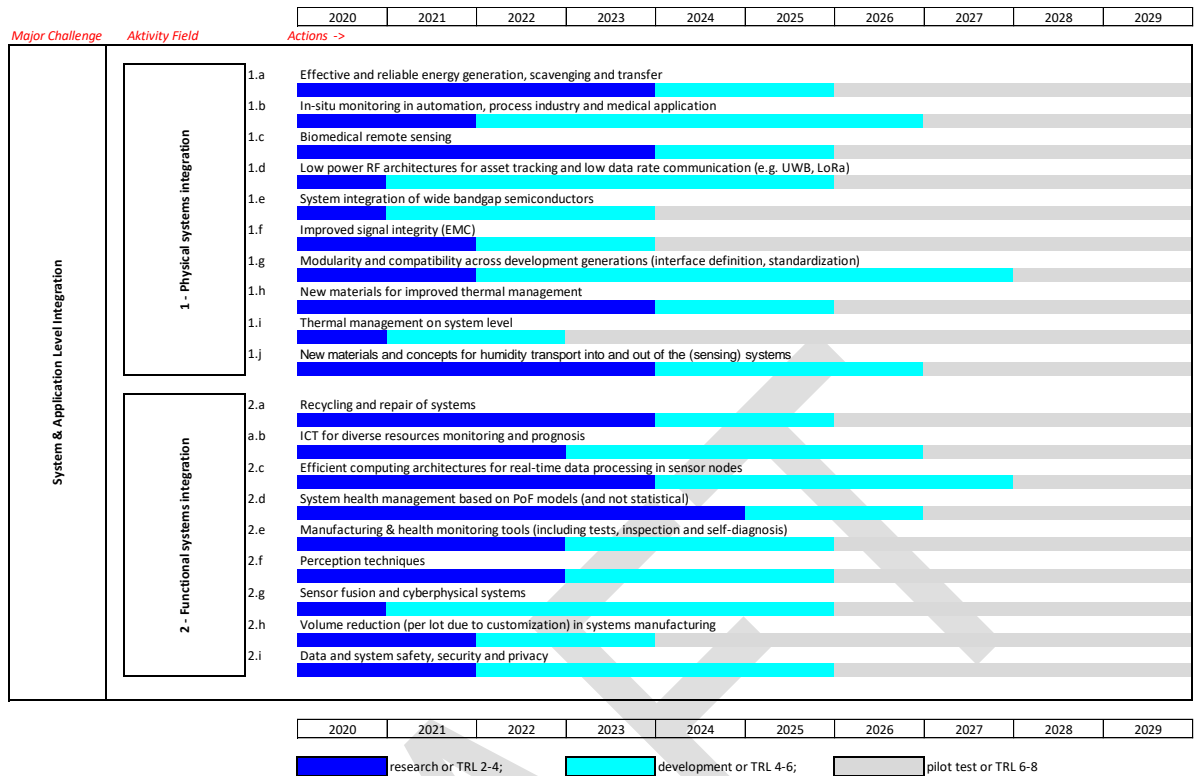 2020 2021 2022 2023 2024 2025 2026 2027 2028 2029
Major Challenge Aktivity Field Actions ->
System & Application Level Integration
1 - Physical systems integration
1.a Effective and reliable energy generation, scavenging and transfer
1.b In-situ monitoring in automation, process industry and medical application
1.c Biomedical remote sensing
1.d Low power RF architectures for asset tracking and low data rate communication (e.g. UWB, LoRa)
1.e System integration of wide bandgap semiconductors
1.f Improved signal integrity (EMC)
1.g Modularity and compatibility across development generations (interface definition, standardization)
1.h New materials for improved thermal management
1.i Thermal management on system level
1.j New materials and concepts for humidity transport into and out of the (sensing) systems
2 - Functional systems integration
2.a Recycling and repair of systems
a.b ICT for diverse resources monitoring and prognosis
2.c Efficient computing architectures for real-time data processing in sensor nodes
2.d System health management based on PoF models (and not statistical)
2.e Manufacturing & health monitoring tools (including tests, inspection and self-diagnosis)
2.f Perception techniques
2.g Sensor fusion and cyberphysical systems
2.h Volume reduction (per lot due to customization) in systems manufacturing
2.i Data and system safety, security and privacy
2020 2021 2022 2023 2024 2025 2026 2027 2028 2029
research or TRL 2-4; development or TRL 4-6; pilot test or TRL 6-8